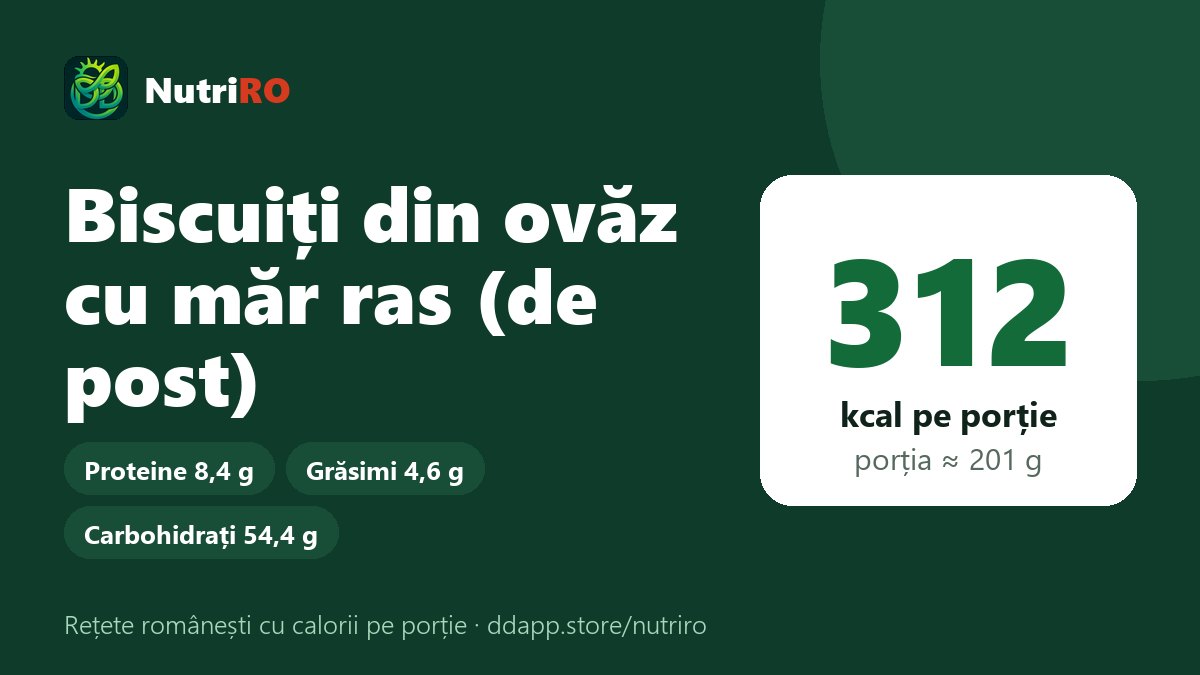 NutriRO
Biscuiți din ovăz
cu măr ras (de
post)
Proteine 8,4 g
Grăsimi 4,6 g
Carbohidrați 54,4 g
312
kcal pe porție
porția ≈ 201 g
Rețete românești cu calorii pe porție · ddapp.store/nutriro